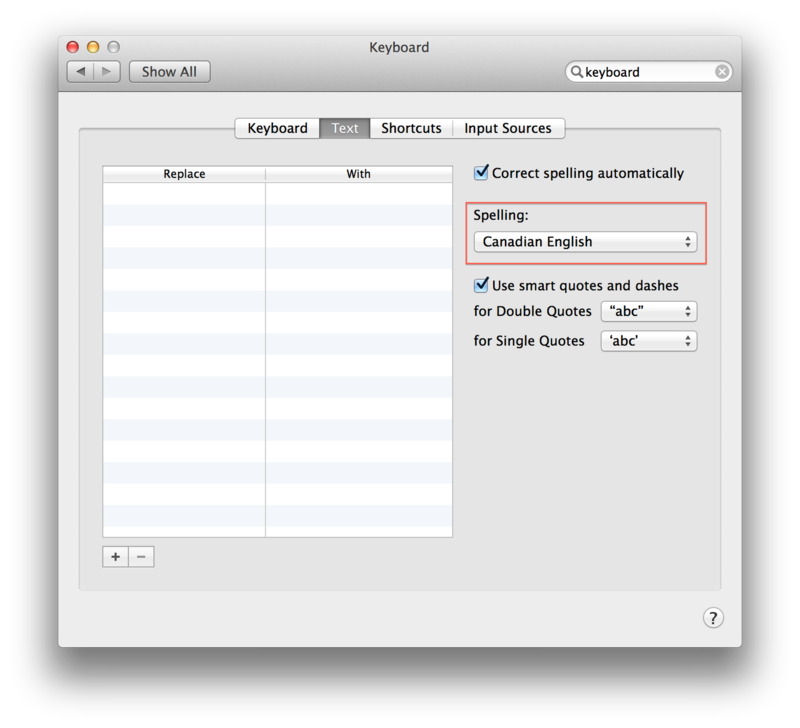 Keyboard
Show All
keyboard
Keyboard Text Shortcuts Input Sources
Replace With
Correct spelling automatically
Spelling:
Canadian English
Use smart quotes and dashes
for Double Quotes “abc”
for Single Quotes ‘abc’
+ −
?